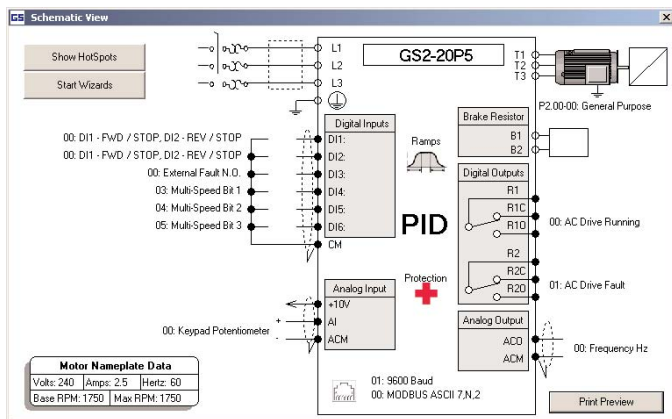 GS Schematic View
Show HotSpots
Start Wizards
L1
L2
L3
GS2-20P5
T1
T2
T3
P2.00-00: General Purpose
Digital Inputs
00: DI1 - FWD / STOP, DI2 - REV / STOP
DI1:
00: DI1 - FWD / STOP, DI2 - REV / STOP
DI2:
00: External Fault N.O.
DI3:
03: Multi-Speed Bit 1
DI4:
04: Multi-Speed Bit 2
DI5:
05: Multi-Speed Bit 3
DI6:
CM
Ramps
PID
Protection
Brake Resistor
B1
B2
Digital Outputs
R1
R1C
R1O
00: AC Drive Running
R2
R2C
R2O
01: AC Drive Fault
Analog Input
+10V
+ AI
00: Keypad Potentiometer
- ACM
Analog Output
ACO
ACM
00: Frequency Hz
01: 9600 Baud
00: MODBUS ASCII 7,N,2
Motor Nameplate Data
Volts: 240 Amps: 2.5 Hertz: 60
Base RPM: 1750 Max RPM: 1750
Print Preview